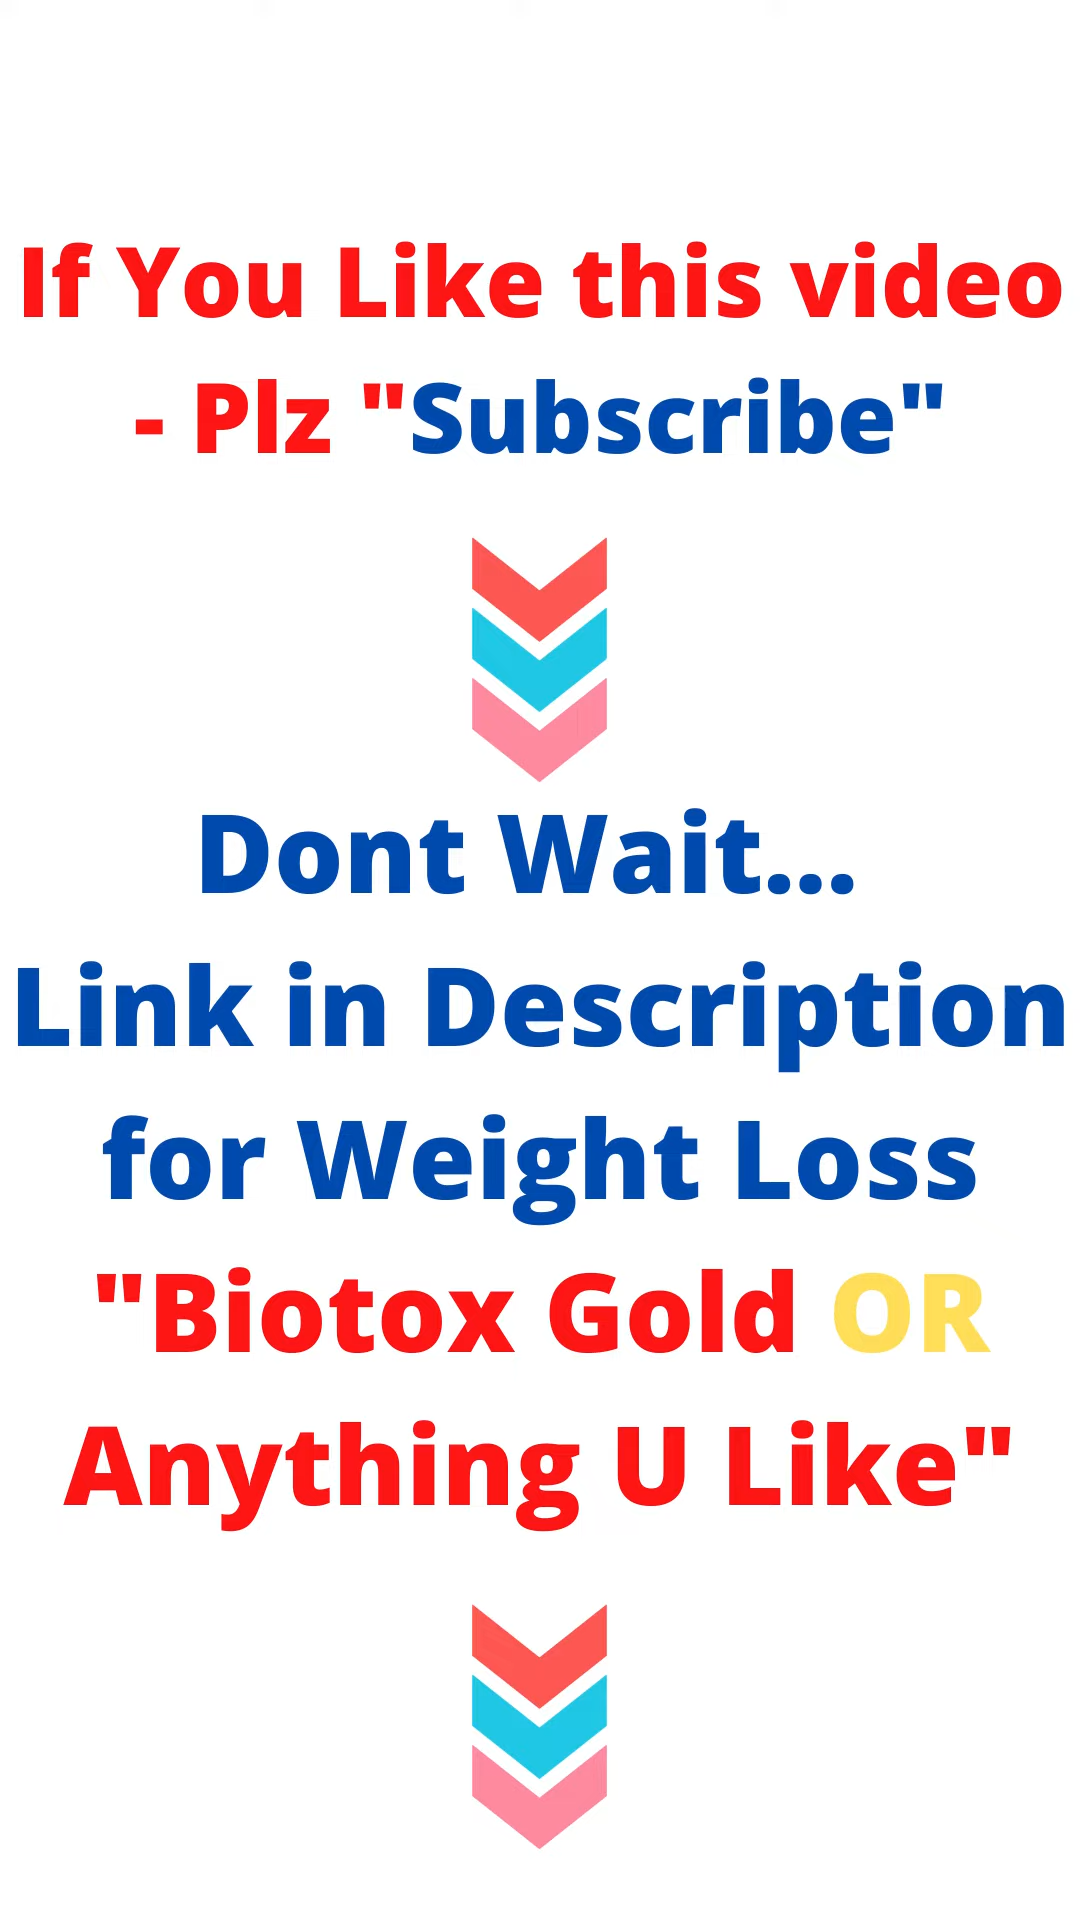 If You Like this video
- Plz "Subscribe"
Dont Wait...
Link in Description
for Weight Loss
"Biotox Gold OR
Anything U Like"